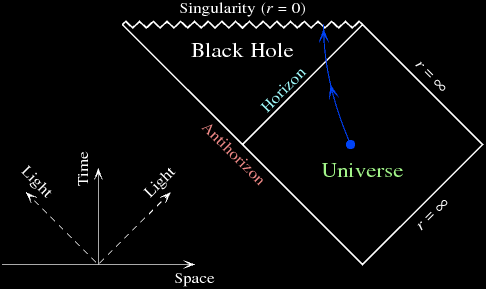 Singularity (r = 0)
Black Hole
r = ∞
Horizon
Antihorizon
Universe
r = ∞
Time
Light
Light
Space